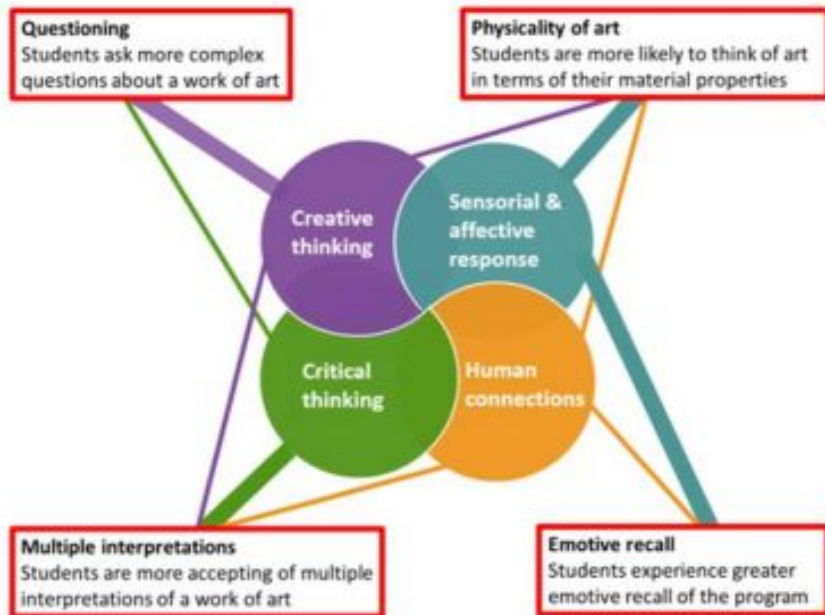 Questioning
Students ask more complex
questions about a work of art
Physicality of art
Students are more likely to think of art
in terms of their material properties
Creative
thinking
Sensorial &
affective
response
Critical
thinking
Human
connections
Multiple interpretations
Students are more accepting of multiple
interpretations of a work of art
Emotive recall
Students experience greater
emotive recall of the program